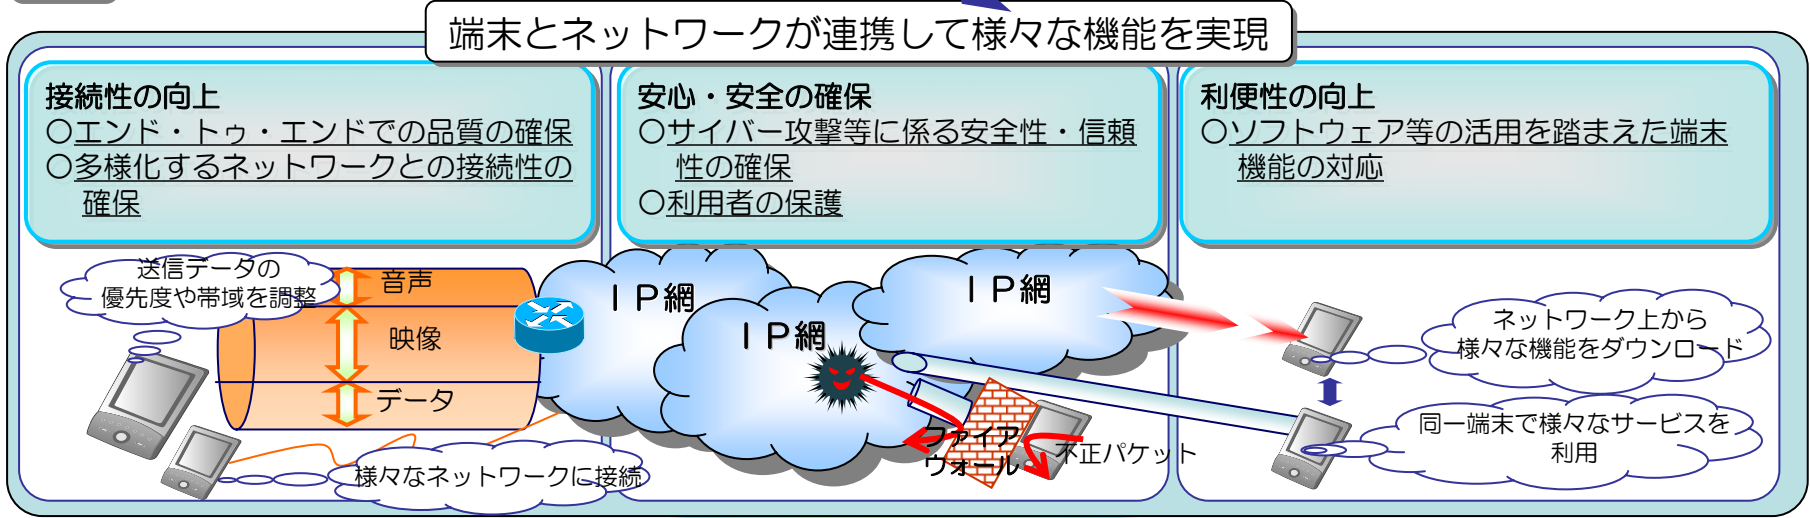 端末とネットワークが連携して様々な機能を実現
接続性の向上
○エンド・トゥ・エンドでの品質の確保
○多様化するネットワークとの接続性の
確保
安心・安全の確保
○サイバー攻撃等に係る安全性・信頼
性の確保
○利用者の保護
利便性の向上
○ソフトウェア等の活用を踏まえた端末
機能の対応
送信データの
優先度や帯域を調整
音声
映像
データ
様々なネットワークに接続
ＩＰ網
ＩＰ網
ＩＰ網
ファイア
ウォール
不正パケット
ネットワーク上から
様々な機能をダウンロード
同一端末で様々なサービスを
利用